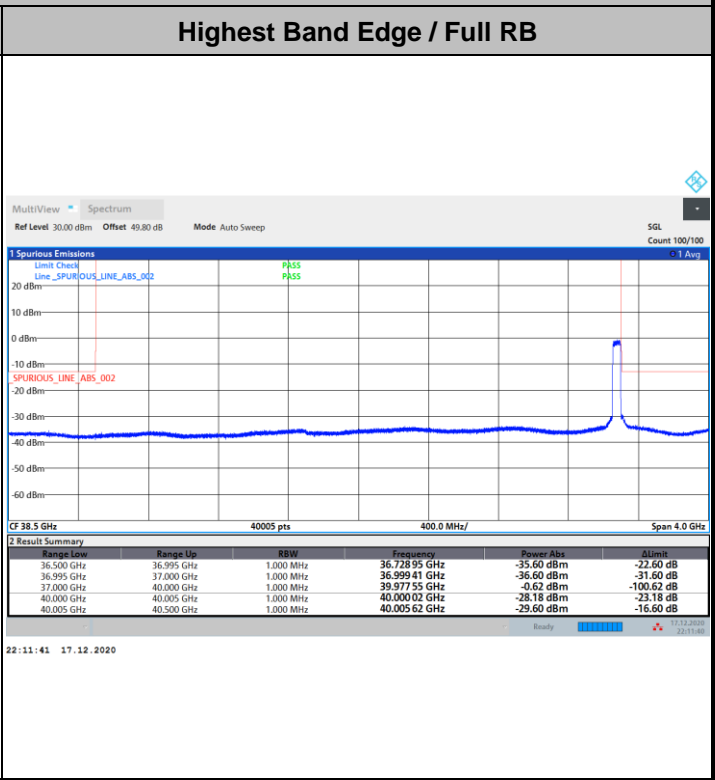 Highest Band Edge / Full RB
MultiView Spectrum
Ref Level 30.00 dBm Offset 49.80 dB Mode Auto Sweep SGL
Count 100/100
1 Spurious Emissions 1 Avg
Limit Check PASS
Line _SPURIOUS_LINE_ABS_002 PASS
20 dBm
10 dBm
0 dBm
-10 dBm
_SPURIOUS_LINE_ABS_002
-20 dBm
-30 dBm
-40 dBm
-50 dBm
-60 dBm
CF 38.5 GHz 40005 pts 400.0 MHz/ Span 4.0 GHz
2 Result Summary
Range Low Range Up RBW Frequency Power Abs ΔLimit
36.500 GHz 36.995 GHz 1.000 MHz 36.728 95 GHz -35.60 dBm -22.60 dB
36.995 GHz 37.000 GHz 1.000 MHz 36.999 41 GHz -36.60 dBm -31.60 dB
37.000 GHz 40.000 GHz 1.000 MHz 39.977 55 GHz -0.62 dBm -100.62 dB
40.000 GHz 40.005 GHz 1.000 MHz 40.000 02 GHz -28.18 dBm -23.18 dB
40.005 GHz 40.500 GHz 1.000 MHz 40.005 62 GHz -29.60 dBm -16.60 dB
Ready 17.12.2020
22:11:40
22:11:41 17.12.2020